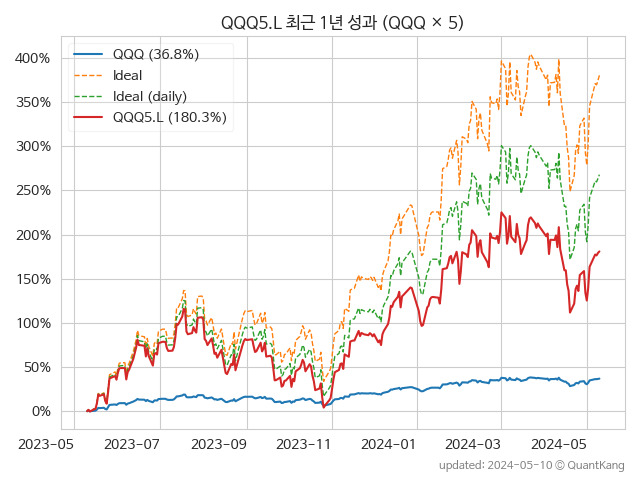 QQQ5.L 최근 1년 성과 (QQQ × 5)
QQQ (36.8%)
Ideal
Ideal (daily)
QQQ5.L (180.3%)
400%
350%
300%
250%
200%
150%
100%
50%
0%
2023-05 2023-07 2023-09 2023-11 2024-01 2024-03 2024-05
updated: 2024-05-10 ⓒ QuantKang